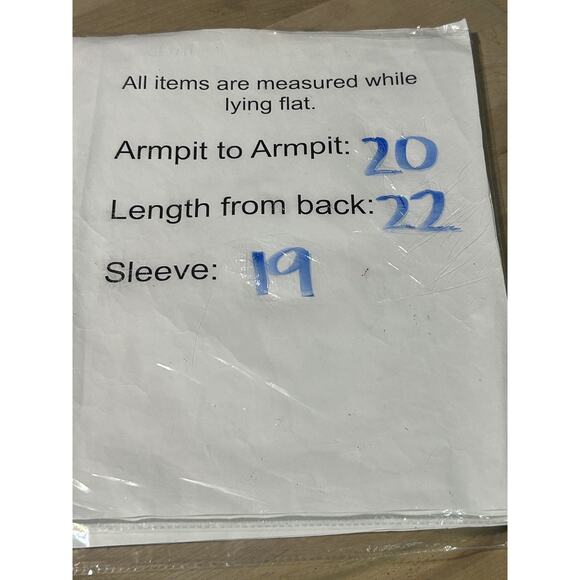 All items are measured while
lying flat.
Armpit to Armpit: 20
Length from back: 22
Sleeve: 19